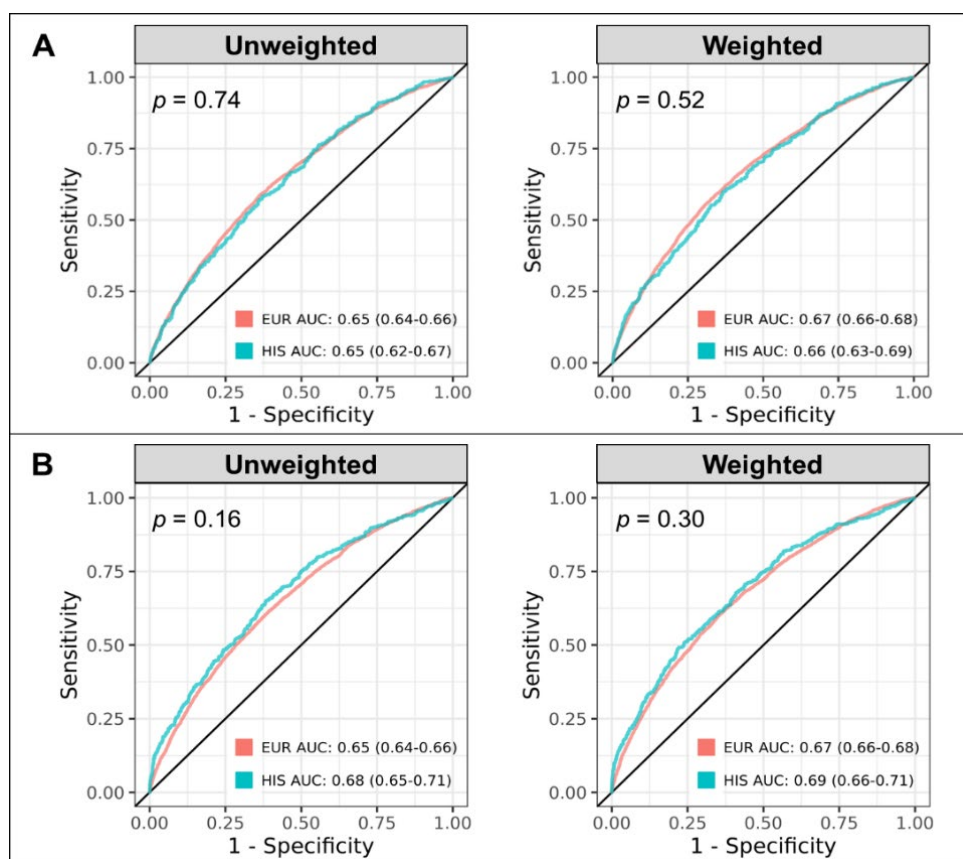 A
Unweighted
p = 0.74
1.00
0.75
0.50
0.25
0.00
Sensitivity
EUR AUC: 0.65 (0.64-0.66)
HIS AUC: 0.65 (0.62-0.67)
0.00 0.25 0.50 0.75 1.00
1 - Specificity
Weighted
p = 0.52
1.00
0.75
0.50
0.25
0.00
Sensitivity
EUR AUC: 0.67 (0.66-0.68)
HIS AUC: 0.66 (0.63-0.69)
0.00 0.25 0.50 0.75 1.00
1 - Specificity
B
Unweighted
p = 0.16
1.00
0.75
0.50
0.25
0.00
Sensitivity
EUR AUC: 0.65 (0.64-0.66)
HIS AUC: 0.68 (0.65-0.71)
0.00 0.25 0.50 0.75 1.00
1 - Specificity
Weighted
p = 0.30
1.00
0.75
0.50
0.25
0.00
Sensitivity
EUR AUC: 0.67 (0.66-0.68)
HIS AUC: 0.69 (0.66-0.71)
0.00 0.25 0.50 0.75 1.00
1 - Specificity